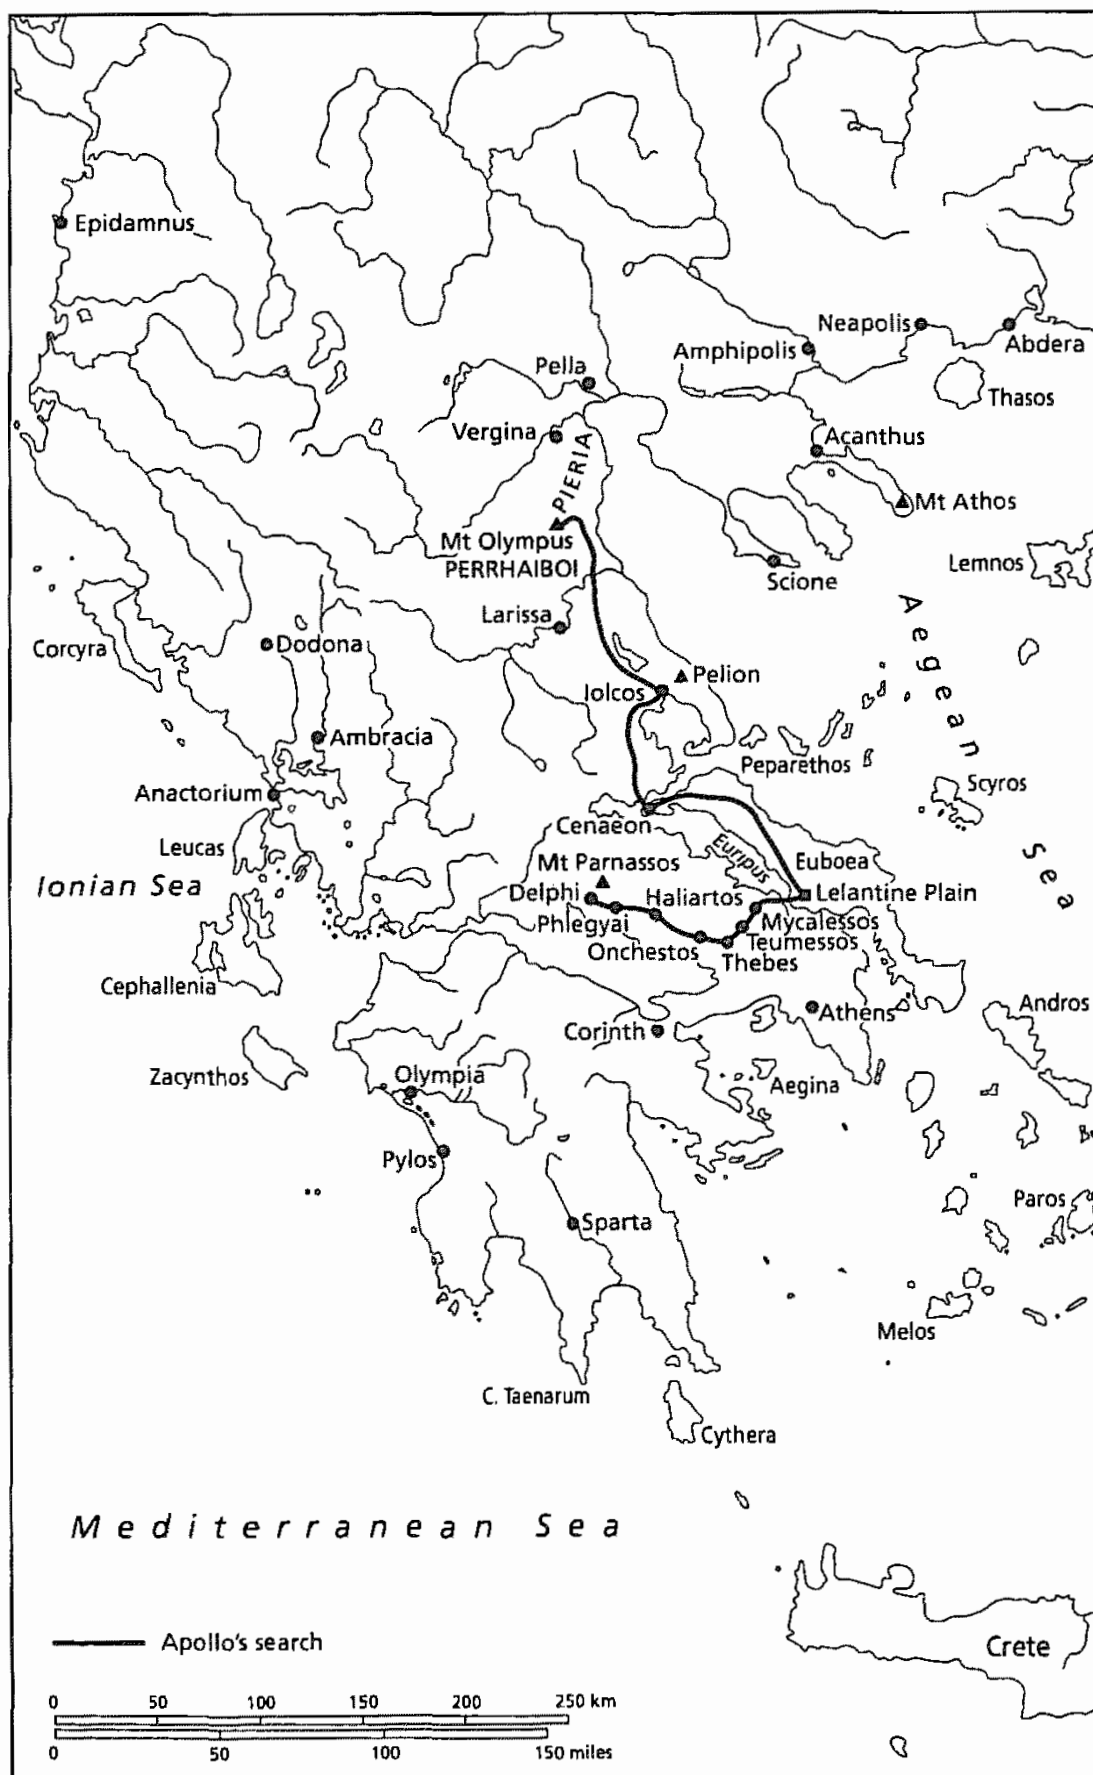 Epidamnus
Neapolis
Abdera
Amphipolis
Pella
Thasos
Vergina
Acanthus
PIERIA
Mt Athos
Mt Olympus
PERRHAIBOI
Lemnos
Scione
Larissa
Corcyra
Dodona
Aegean Sea
Pelion
Iolcos
Ambracia
Peparethos
Anactorium
Scyros
Cenaeon
Leucas
Euripus
Euboea
Mt Parnassos
Ionian Sea
Delphi
Haliartos
Lelantine Plain
Phlegyai
Mycalessos
Onchestos
Teumessos
Thebes
Cephallenia
Athens
Andros
Corinth
Zacynthos
Olympia
Aegina
Pylos
Paros
Sparta
Melos
C. Taenarum
Cythera
Mediterranean Sea
Apollo's search
Crete
0 50 100 150 200 250 km
0 50 100 150 miles